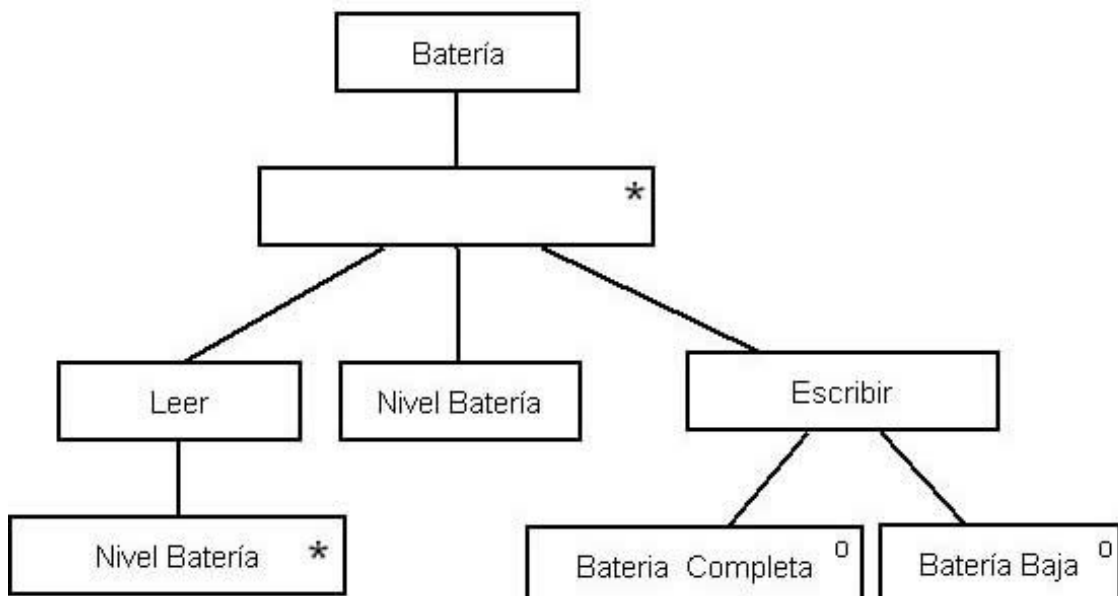 Batería
*
Leer
Nivel Batería
Escribir
Nivel Batería *
Bateria Completa o
Batería Baja o